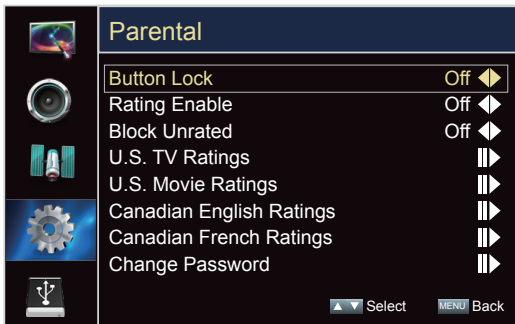 Parental
Button Lock Off
Rating Enable Off
Block Unrated Off
U.S. TV Ratings
U.S. Movie Ratings
Canadian English Ratings
Canadian French Ratings
Change Password
Select MENU Back